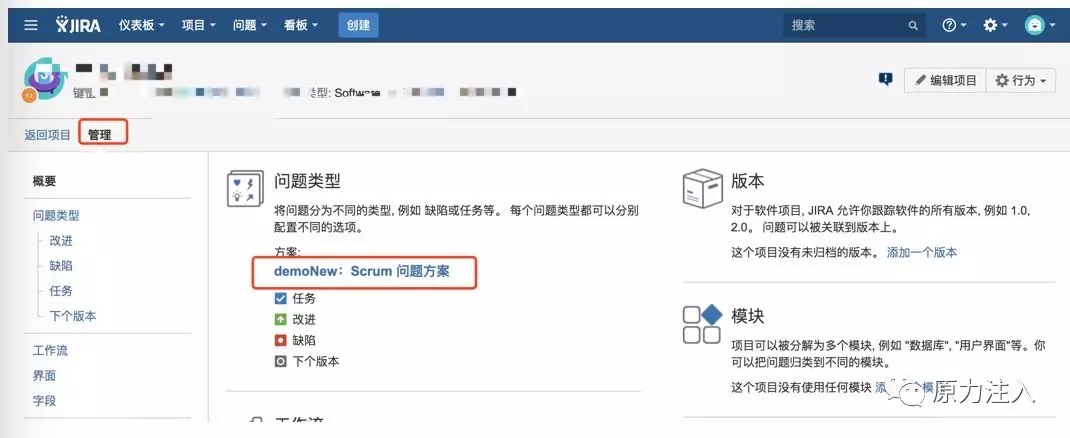 JIRA 仪表板 项目 问题 看板 创建 搜索
类型: Software
编辑项目 行为
返回项目 管理
概要
问题类型
改进
缺陷
任务
下个版本
工作流
界面
字段
问题类型
将问题分为不同的类型, 例如 缺陷或任务等。 每个问题类型都可以分别
配置不同的选项。
方案:
demoNew：Scrum 问题方案
任务
改进
缺陷
下个版本
工作流
版本
对于软件项目, JIRA 允许你跟踪软件的所有版本, 例如 1.0,
2.0。 问题可以被关联到版本上。
这个项目没有未归档的版本。 添加一个版本
模块
项目可以被分解为多个模块, 例如 "数据库", "用户界面"等。你
可以把问题归类到不同的模块。
这个项目没有使用任何模块
原力注入